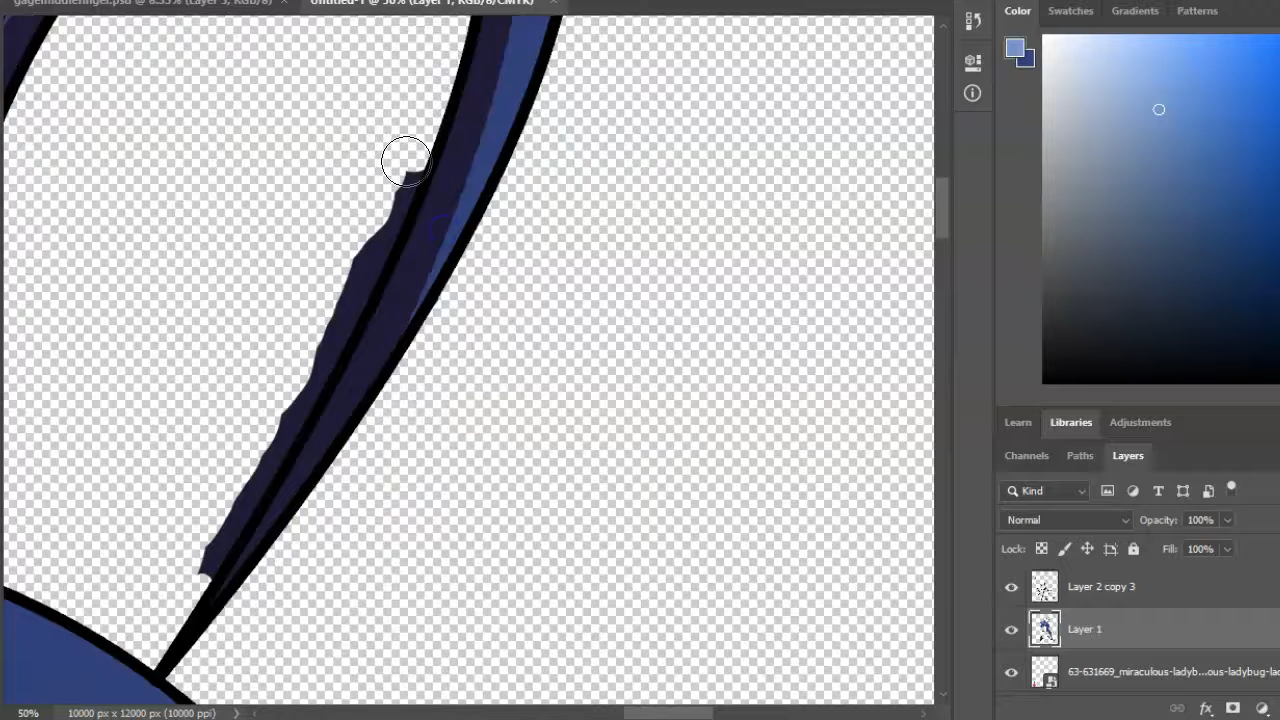 gagemiddlefinger.psd @ 8.33% (Layer 3, RGB/8)
Untitled-1 @ 50% (Layer 1, RGB/8/CMYK)
Color Swatches Gradients Patterns
Learn Libraries Adjustments
Channels Paths Layers
Kind
Normal Opacity: 100%
Lock: Fill: 100%
Layer 2 copy 3
Layer 1
63-631669_miraculous-ladyb...ous-ladybug-lad
50% 10000 px x 12000 px (10000 ppi)